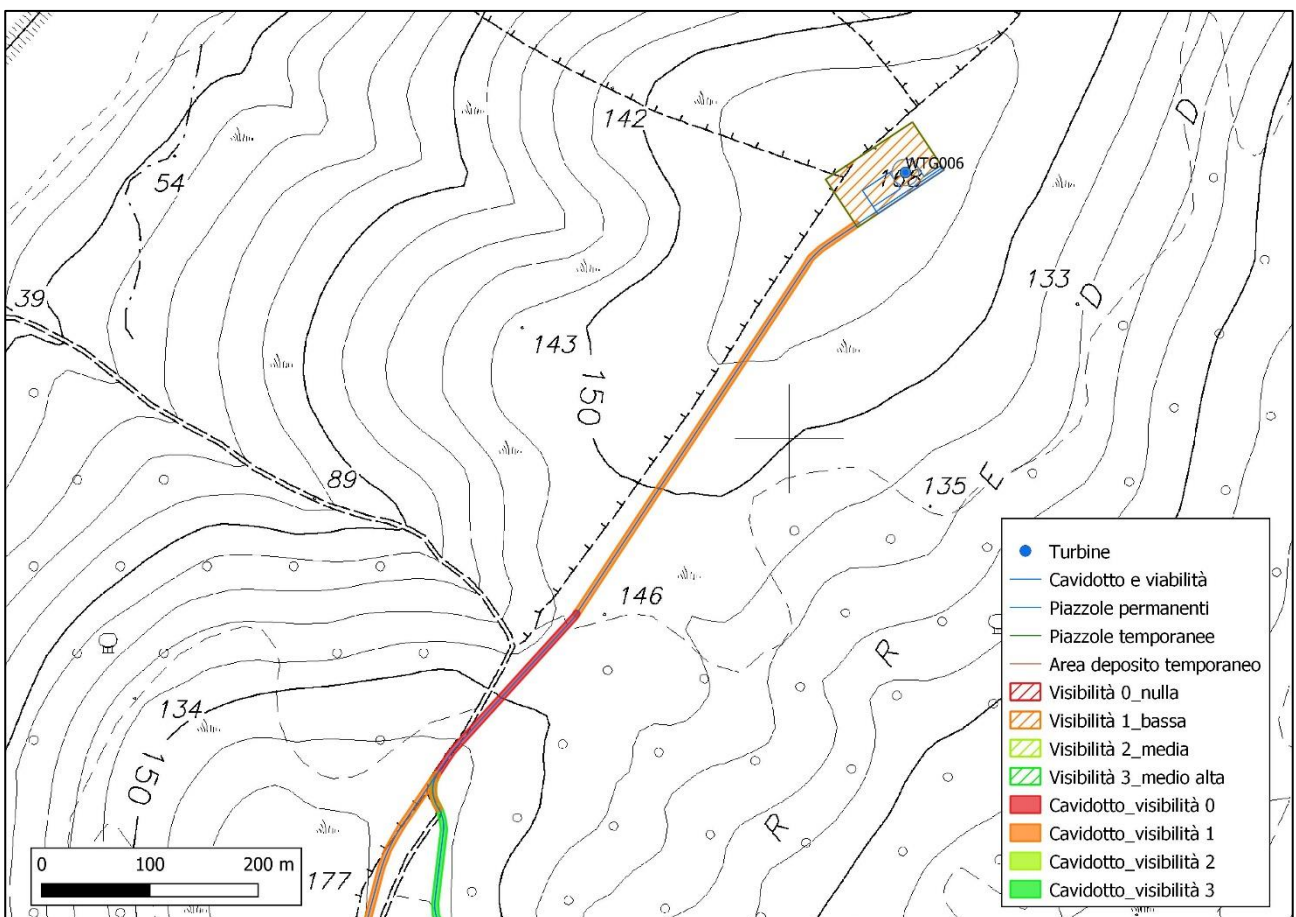 142
54
WTG006
D
39
133
D
143
150
89
135
E
146
R
134
150
R
177
0 100 200 m
Turbine
Cavidotto e viabilità
Piazzole permanenti
Piazzole temporanee
Area deposito temporaneo
Visibilità 0_nulla
Visibilità 1_bassa
Visibilità 2_media
Visibilità 3_medio alta
Cavidotto_visibilità 0
Cavidotto_visibilità 1
Cavidotto_visibilità 2
Cavidotto_visibilità 3